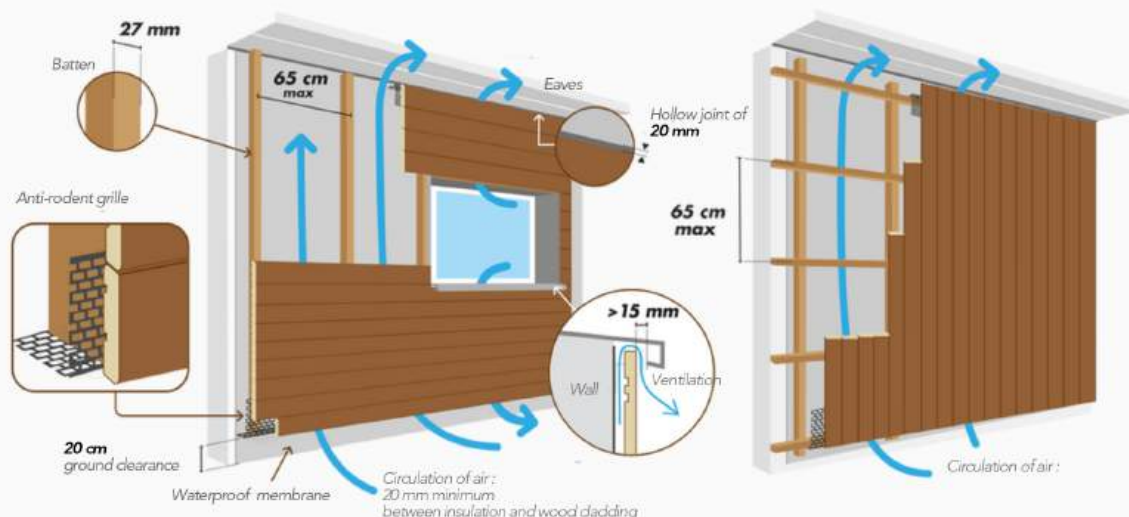 27 mm
Batten
65 cm
max
Eaves
Hollow joint of
20 mm
Anti-rodent grille
65 cm
max
>15 mm
Wall
Ventilation
20 cm
ground clearance
Waterproof membrane
Circulation of air :
20 mm minimum
between insulation and wood cladding
Circulation of air :